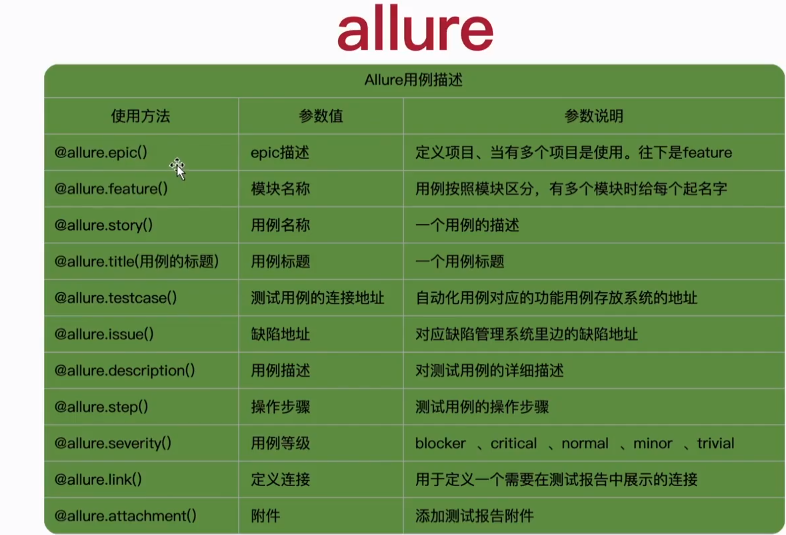 allure
Allure用例描述
使用方法 参数值 参数说明
@allure.epic() epic描述 定义项目、当有多个项目是使用。往下是feature
@allure.feature() 模块名称 用例按照模块区分，有多个模块时给每个起名字
@allure.story() 用例名称 一个用例的描述
@allure.title(用例的标题) 用例标题 一个用例标题
@allure.testcase() 测试用例的连接地址 自动化用例对应的功能用例存放系统的地址
@allure.issue() 缺陷地址 对应缺陷管理系统里边的缺陷地址
@allure.description() 用例描述 对测试用例的详细描述
@allure.step() 操作步骤 测试用例的操作步骤
@allure.severity() 用例等级 blocker 、critical 、normal 、minor 、trivial
@allure.link() 定义连接 用于定义一个需要在测试报告中展示的连接
@allure.attachment() 附件 添加测试报告附件